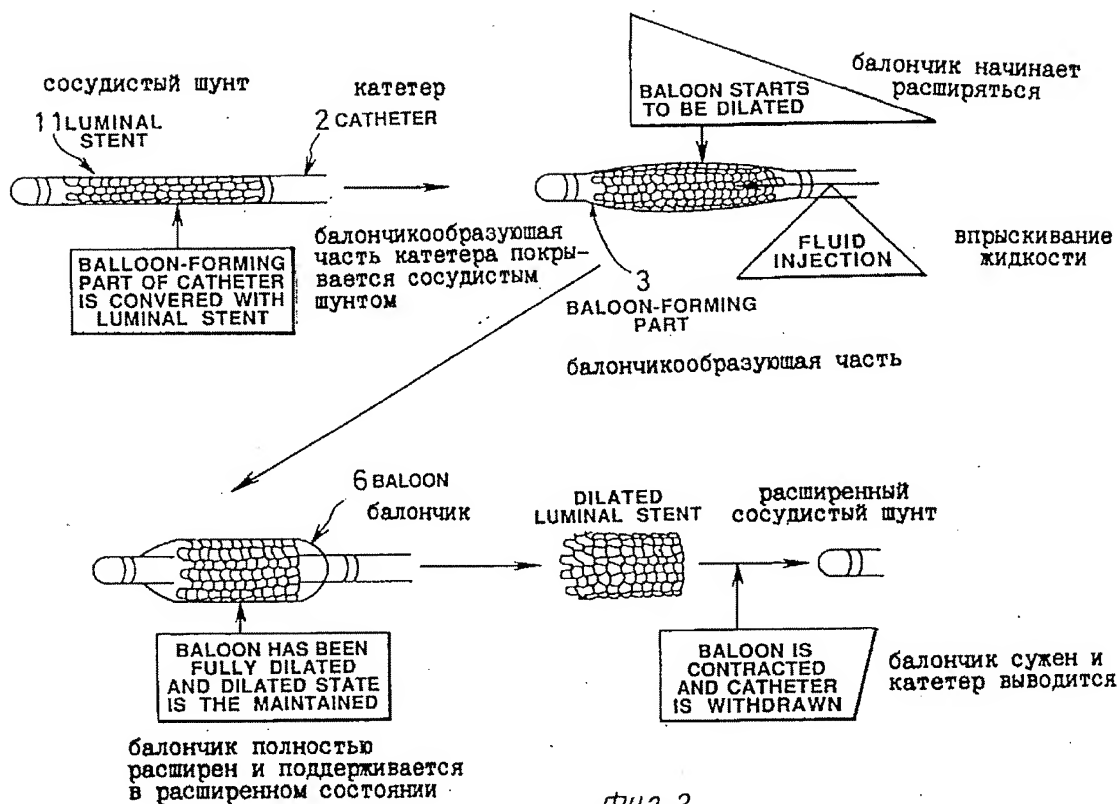 сосудистый шунт
11 LUMINAL
STENT
катетер
2 CATHETER
BALLOON-FORMING
PART OF CATHETER
IS CONVERED WITH
LUMINAL STENT
балончикообразующая
часть катетера покры-
вается сосудистым
шунтом
BALOON STARTS
TO BE DILATED
балончик начинает
расширяться
FLUID
INJECTION
впрыскивание
жидкости
3
BALOON-FORMING
PART
балончикообразующая часть
6 BALOON
балончик
BALOON HAS BEEN
FULLY DILATED
AND DILATED STATE
IS THE MAINTAINED
балончик полностью
расширен и поддерживается
в расширенном состоянии
DILATED
LUMINAL STENT
расширенный
сосудистый шунт
BALOON IS
CONTRACTED
AND CATHETER
IS WITHDRAWN
балончик сужен и
катетер выводится
Фиг. 2